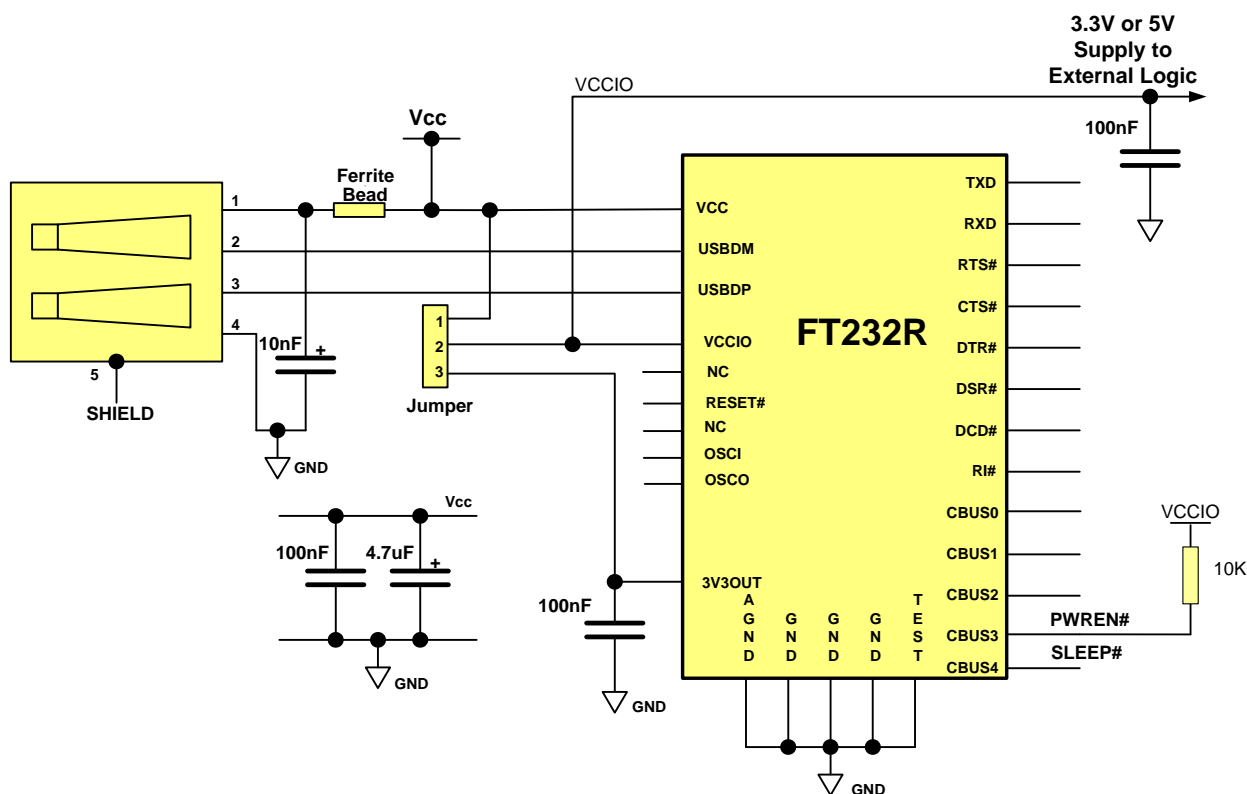 3.3V or 5V
Supply to
External Logic
VCCIO
100nF
Vcc
Ferrite
Bead
1
2
3
4
5
SHIELD
10nF
+
GND
1
2
3
Jumper
Vcc
100nF
4.7uF
+
GND
100nF
GND
FT232R
VCC
USBDM
USBDP
VCCIO
NC
RESET#
NC
OSCI
OSCO
3V3OUT
AGND
GND
GND
GND
TEST
GND
TXD
RXD
RTS#
CTS#
DTR#
DSR#
DCD#
RI#
CBUS0
CBUS1
CBUS2
CBUS3
CBUS4
PWREN#
SLEEP#
VCCIO
10K